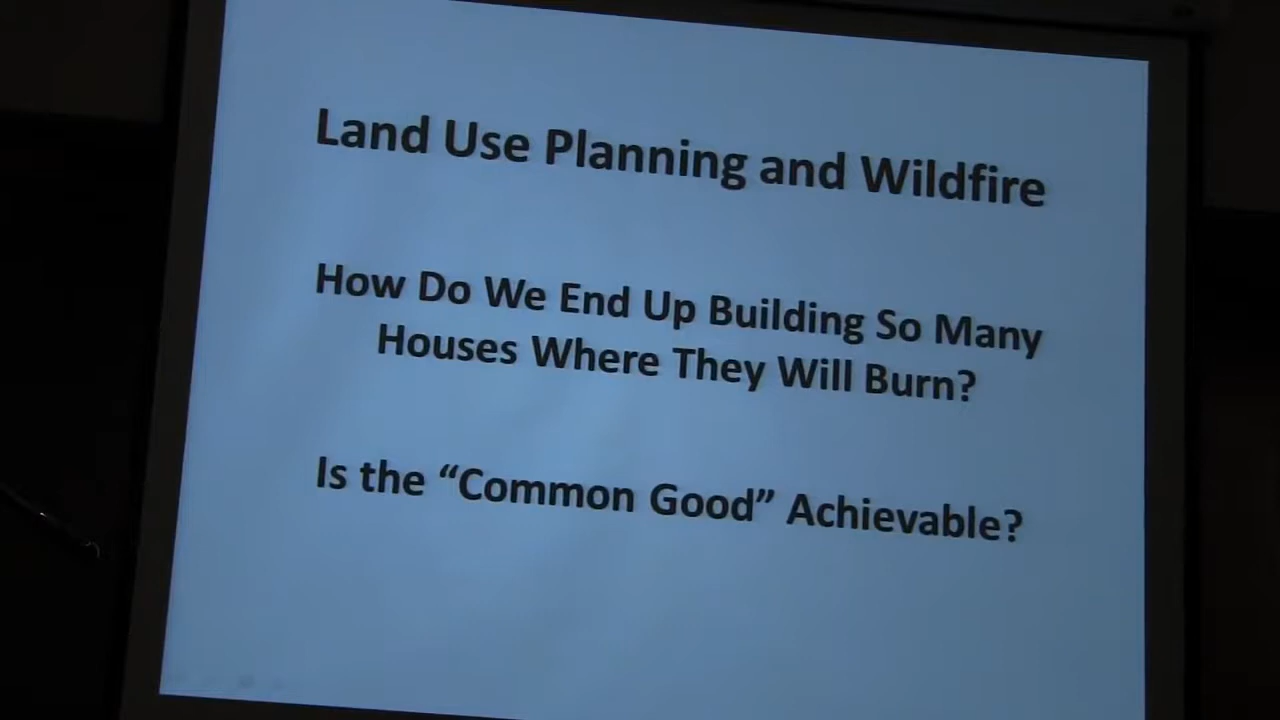 Land Use Planning and Wildfire
How Do We End Up Building So Many
Houses Where They Will Burn?
Is the “Common Good” Achievable?